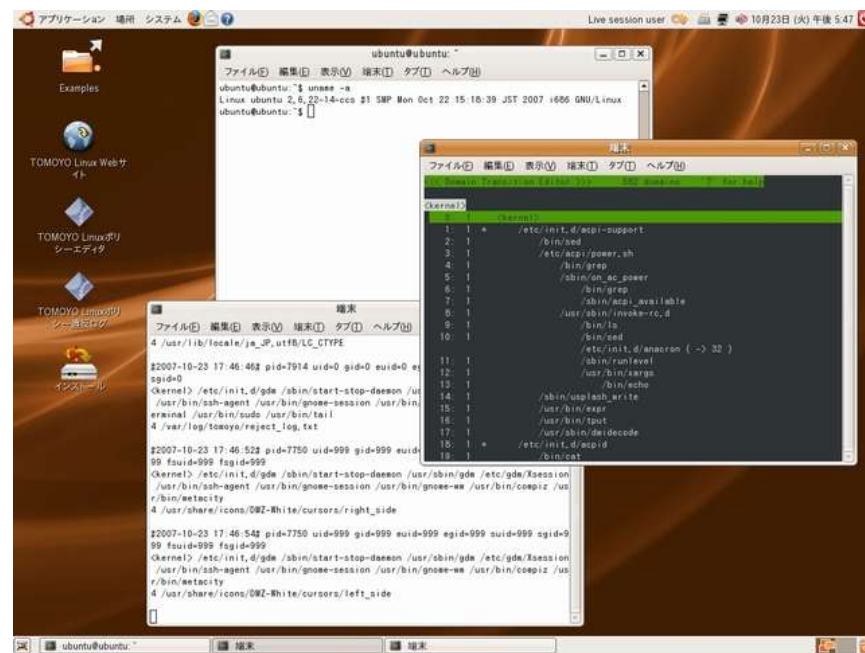 アプリケーション 場所 システム
Live session user
10月23日 (火) 午後 5:47
Examples
TOMOYO Linux Webサ
イト
TOMOYO Linuxポリ
シーエディタ
TOMOYO Linuxポリ
シー違反ログ
インストール
ubuntu@ubuntu: ~
ファイル(F) 編集(E) 表示(V) 端末(T) タブ(T) ヘルプ(H)
ubuntu@ubuntu:~$ uname -a
Linux ubuntu 2.6.22-14-ccs #1 SMP Mon Oct 22 15:18:39 JST 2007 i686 GNU/Linux
ubuntu@ubuntu:~$
端末
ファイル(F) 編集(E) 表示(V) 端末(T) タブ(T) ヘルプ(H)
<<< Domain Transition Editor >>> 582 domains '?' for help
<kernel>
0: 1 <kernel>
1: 1 * /etc/init.d/acpi-support
2: 1 /bin/sed
3: 1 /etc/acpi/power.sh
4: 1 /bin/grep
5: 1 /sbin/on_ac_power
6: 1 /bin/grep
7: 1 /sbin/acpi_available
8: 1 /usr/sbin/invoke-rc.d
9: 1 /bin/ls
10: 1 /bin/sed
/etc/init.d/anacron ( -> 32 )
11: 1 /sbin/runlevel
12: 1 /usr/bin/xargs
13: 1 /bin/echo
14: 1 /sbin/usplash_write
15: 1 /usr/bin/expr
16: 1 /usr/bin/tput
17: 1 /usr/sbin/dmidecode
18: 1 * /etc/init.d/acpid
19: 1 /bin/cat
端末
ファイル(F) 編集(E) 表示(V) 端末(T) タブ(T) ヘルプ(H)
4 /usr/lib/locale/ja_JP.utf8/LC_CTYPE
#2007-10-23 17:46:46# pid=7914 uid=0 gid=0 euid=0
sgid=0
<kernel> /etc/init.d/gdm /sbin/start-stop-daemon
/usr/bin/ssh-agent /usr/bin/gnome-session /usr/bin/
erminal /usr/bin/sudo /usr/bin/tail
4 /var/log/tomoyo/reject_log.txt
#2007-10-23 17:46:52# pid=7750 uid=999 gid=999
99 fsuid=999 fsgid=999
<kernel> /etc/init.d/gdm /sbin/start-stop-daemon /usr/sbin/gdm /etc/gdm/Xsession
/usr/bin/ssh-agent /usr/bin/gnome-session /usr/bin/gnome-wm /usr/bin/compiz /us
r/bin/metacity
4 /usr/share/icons/DMZ-White/cursors/right_side
#2007-10-23 17:46:54# pid=7750 uid=999 gid=999 euid=999 egid=999 suid=999 sgid=9
99 fsuid=999 fsgid=999
<kernel> /etc/init.d/gdm /sbin/start-stop-daemon /usr/sbin/gdm /etc/gdm/Xsession
/usr/bin/ssh-agent /usr/bin/gnome-session /usr/bin/gnome-wm /usr/bin/compiz /us
r/bin/metacity
4 /usr/share/icons/DMZ-White/cursors/left_side
ubuntu@ubuntu: ~
端末
端末